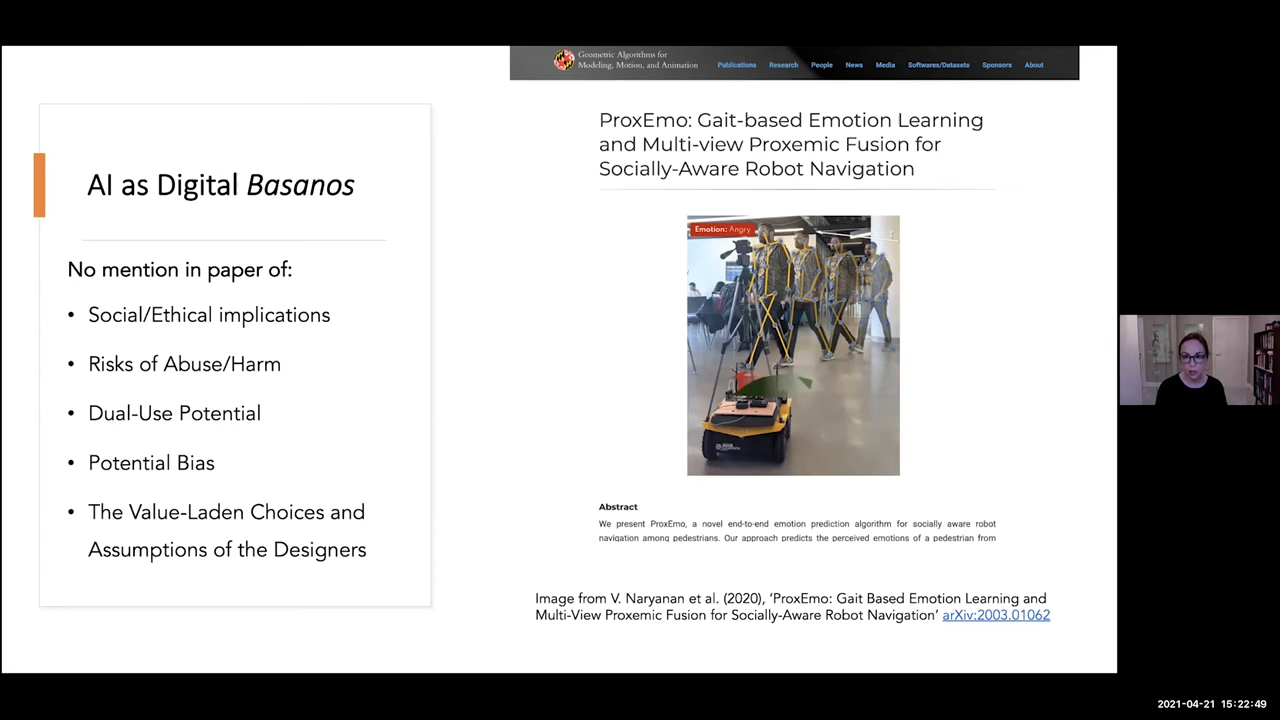 AI as Digital Basanos
No mention in paper of:
• Social/Ethical implications
• Risks of Abuse/Harm
• Dual-Use Potential
• Potential Bias
• The Value-Laden Choices and
Assumptions of the Designers
Geometric Algorithms for
Modeling, Motion, and Animation
Publications Research People News Media Softwares/Datasets Sponsors About
ProxEmo: Gait-based Emotion Learning
and Multi-view Proxemic Fusion for
Socially-Aware Robot Navigation
Emotion: Angry
Abstract
We present ProxEmo, a novel end-to-end emotion prediction algorithm for socially aware robot
navigation among pedestrians. Our approach predicts the perceived emotions of a pedestrian from
Image from V. Naryanan et al. (2020), ‘ProxEmo: Gait Based Emotion Learning and
Multi-View Proxemic Fusion for Socially-Aware Robot Navigation’ arXiv:2003.01062
2021-04-21 15:22:49